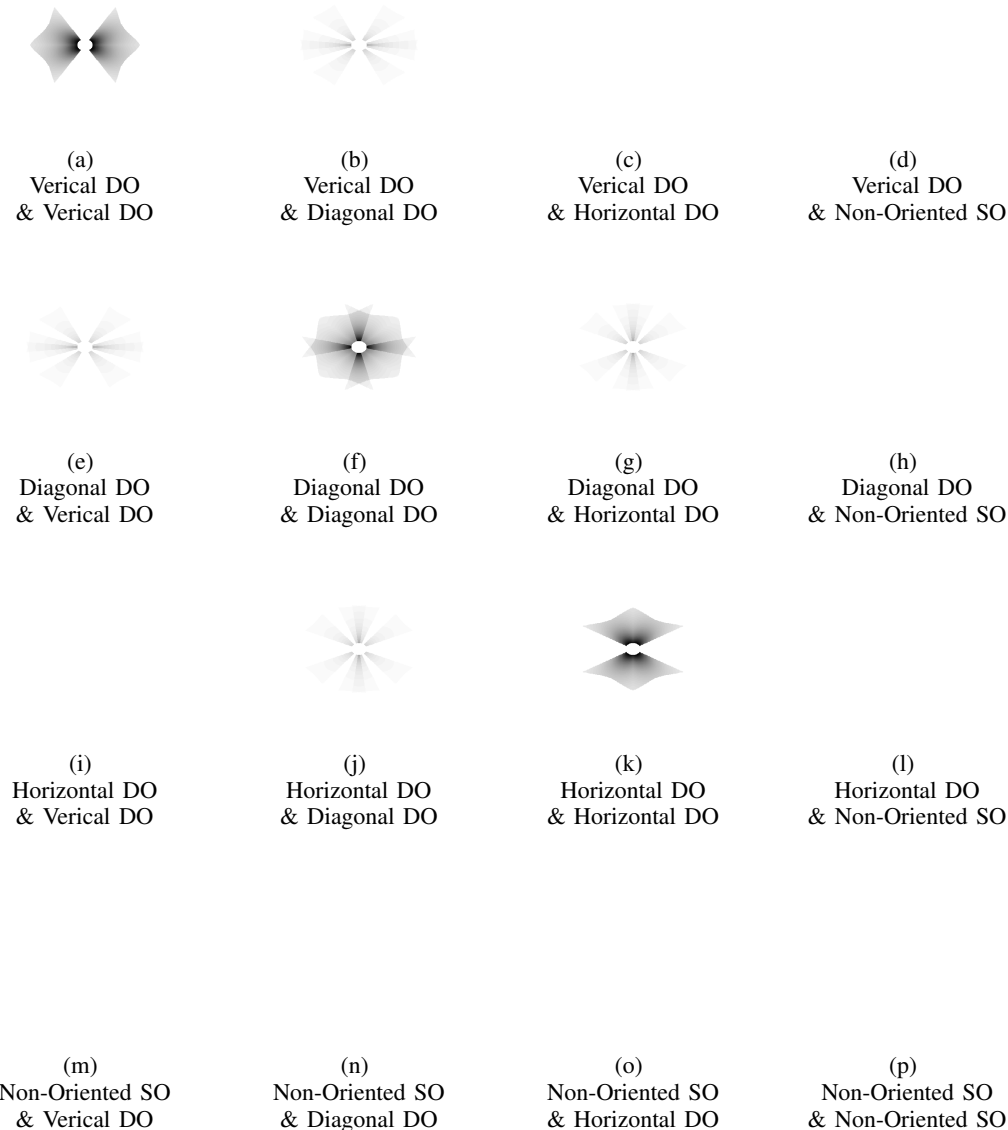 (a)
Verical DO
& Verical DO
(b)
Verical DO
& Diagonal DO
(c)
Verical DO
& Horizontal DO
(d)
Verical DO
& Non-Oriented SO
(e)
Diagonal DO
& Verical DO
(f)
Diagonal DO
& Diagonal DO
(g)
Diagonal DO
& Horizontal DO
(h)
Diagonal DO
& Non-Oriented SO
(i)
Horizontal DO
& Verical DO
(j)
Horizontal DO
& Diagonal DO
(k)
Horizontal DO
& Horizontal DO
(l)
Horizontal DO
& Non-Oriented SO
(m)
Non-Oriented SO
& Verical DO
(n)
Non-Oriented SO
& Diagonal DO
(o)
Non-Oriented SO
& Horizontal DO
(p)
Non-Oriented SO
& Non-Oriented SO